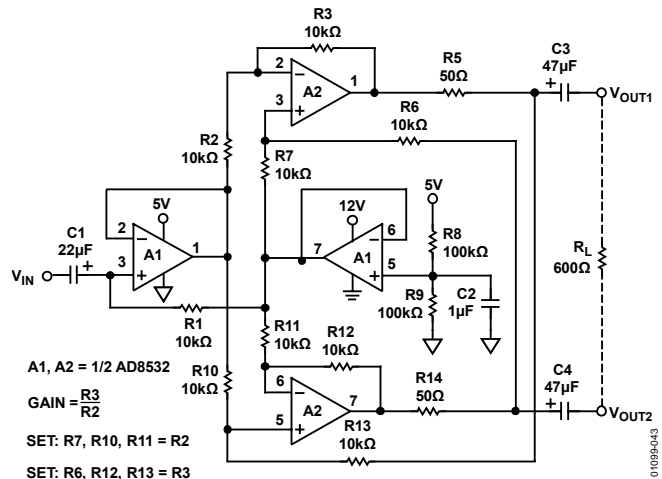 R3
10kΩ
C3
47µF
2
1
R5
50Ω
+
VOUT1
3
A2
R6
10kΩ
R2
10kΩ
R7
10kΩ
5V
12V
5V
2
6
C1
22µF
A1
1
7
A1
R8
100kΩ
VIN
+
3
5
RL
600Ω
R9
100kΩ
C2
1µF
R1
10kΩ
R11
10kΩ
R12
10kΩ
A1, A2 = 1/2 AD8532
R10
10kΩ
C4
47µF
GAIN = R3
R2
6
A2
7
R14
50Ω
+
VOUT2
SET: R7, R10, R11 = R2
5
R13
10kΩ
SET: R6, R12, R13 = R3
01099-043